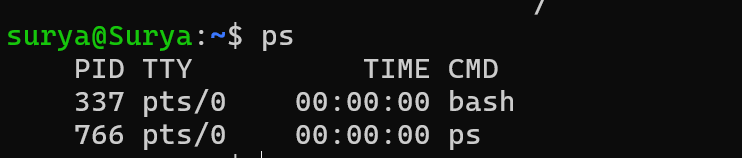 surya@Surya:~$ ps
    PID TTY          TIME CMD
    337 pts/0    00:00:00 bash
    766 pts/0    00:00:00 ps